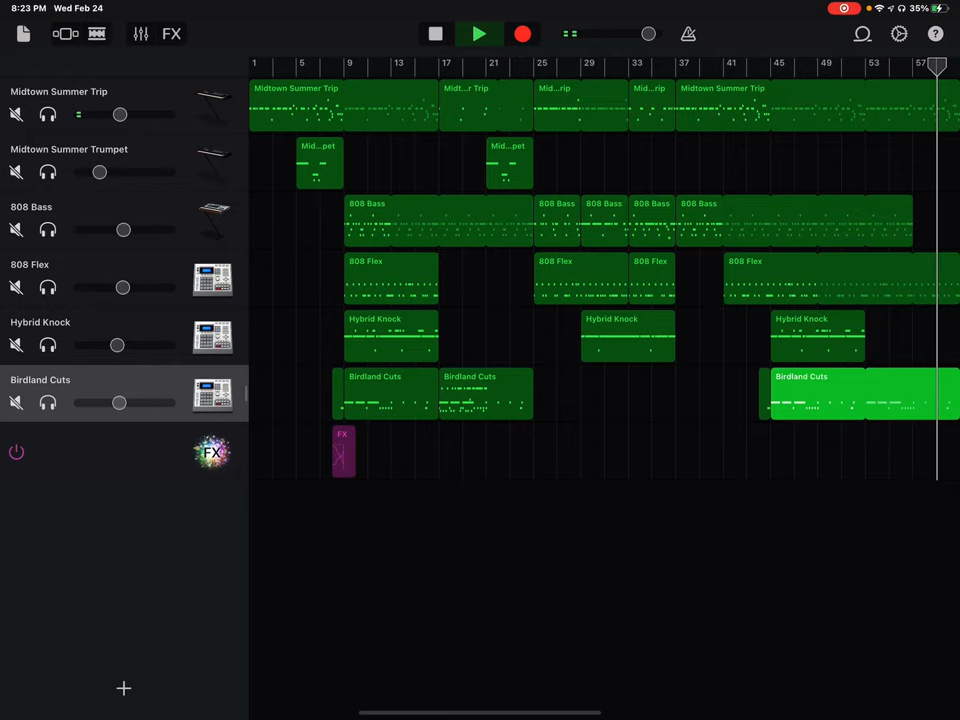 8:23 PM Wed Feb 24 35%
FX ?
1 5 9 13 17 21 25 29 33 37 41 45 49 53 57
Midtown Summer Trip
Midtown Summer Trip Midt...r Trip Mid...rip Mid...rip Midtown Summer Trip
Midtown Summer Trumpet
Mid...pet Mid...pet
808 Bass
808 Bass 808 Bass 808 Bass 808 Bass 808 Bass
808 Flex
808 Flex 808 Flex 808 Flex 808 Flex
Hybrid Knock
Hybrid Knock Hybrid Knock Hybrid Knock
Birdland Cuts
Birdland Cuts Birdland Cuts Birdland Cuts
FX
FX